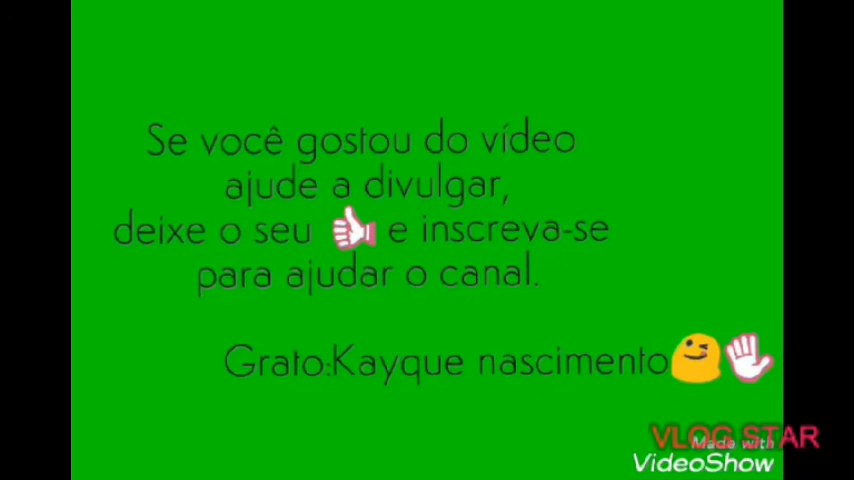 Se você gostou do vídeo
ajude a divulgar,
deixe o seu 👍 e inscreva-se
para ajudar o canal.
Grato:Kayque nascimento😜👋
VLOG STAR
Made with
VideoShow